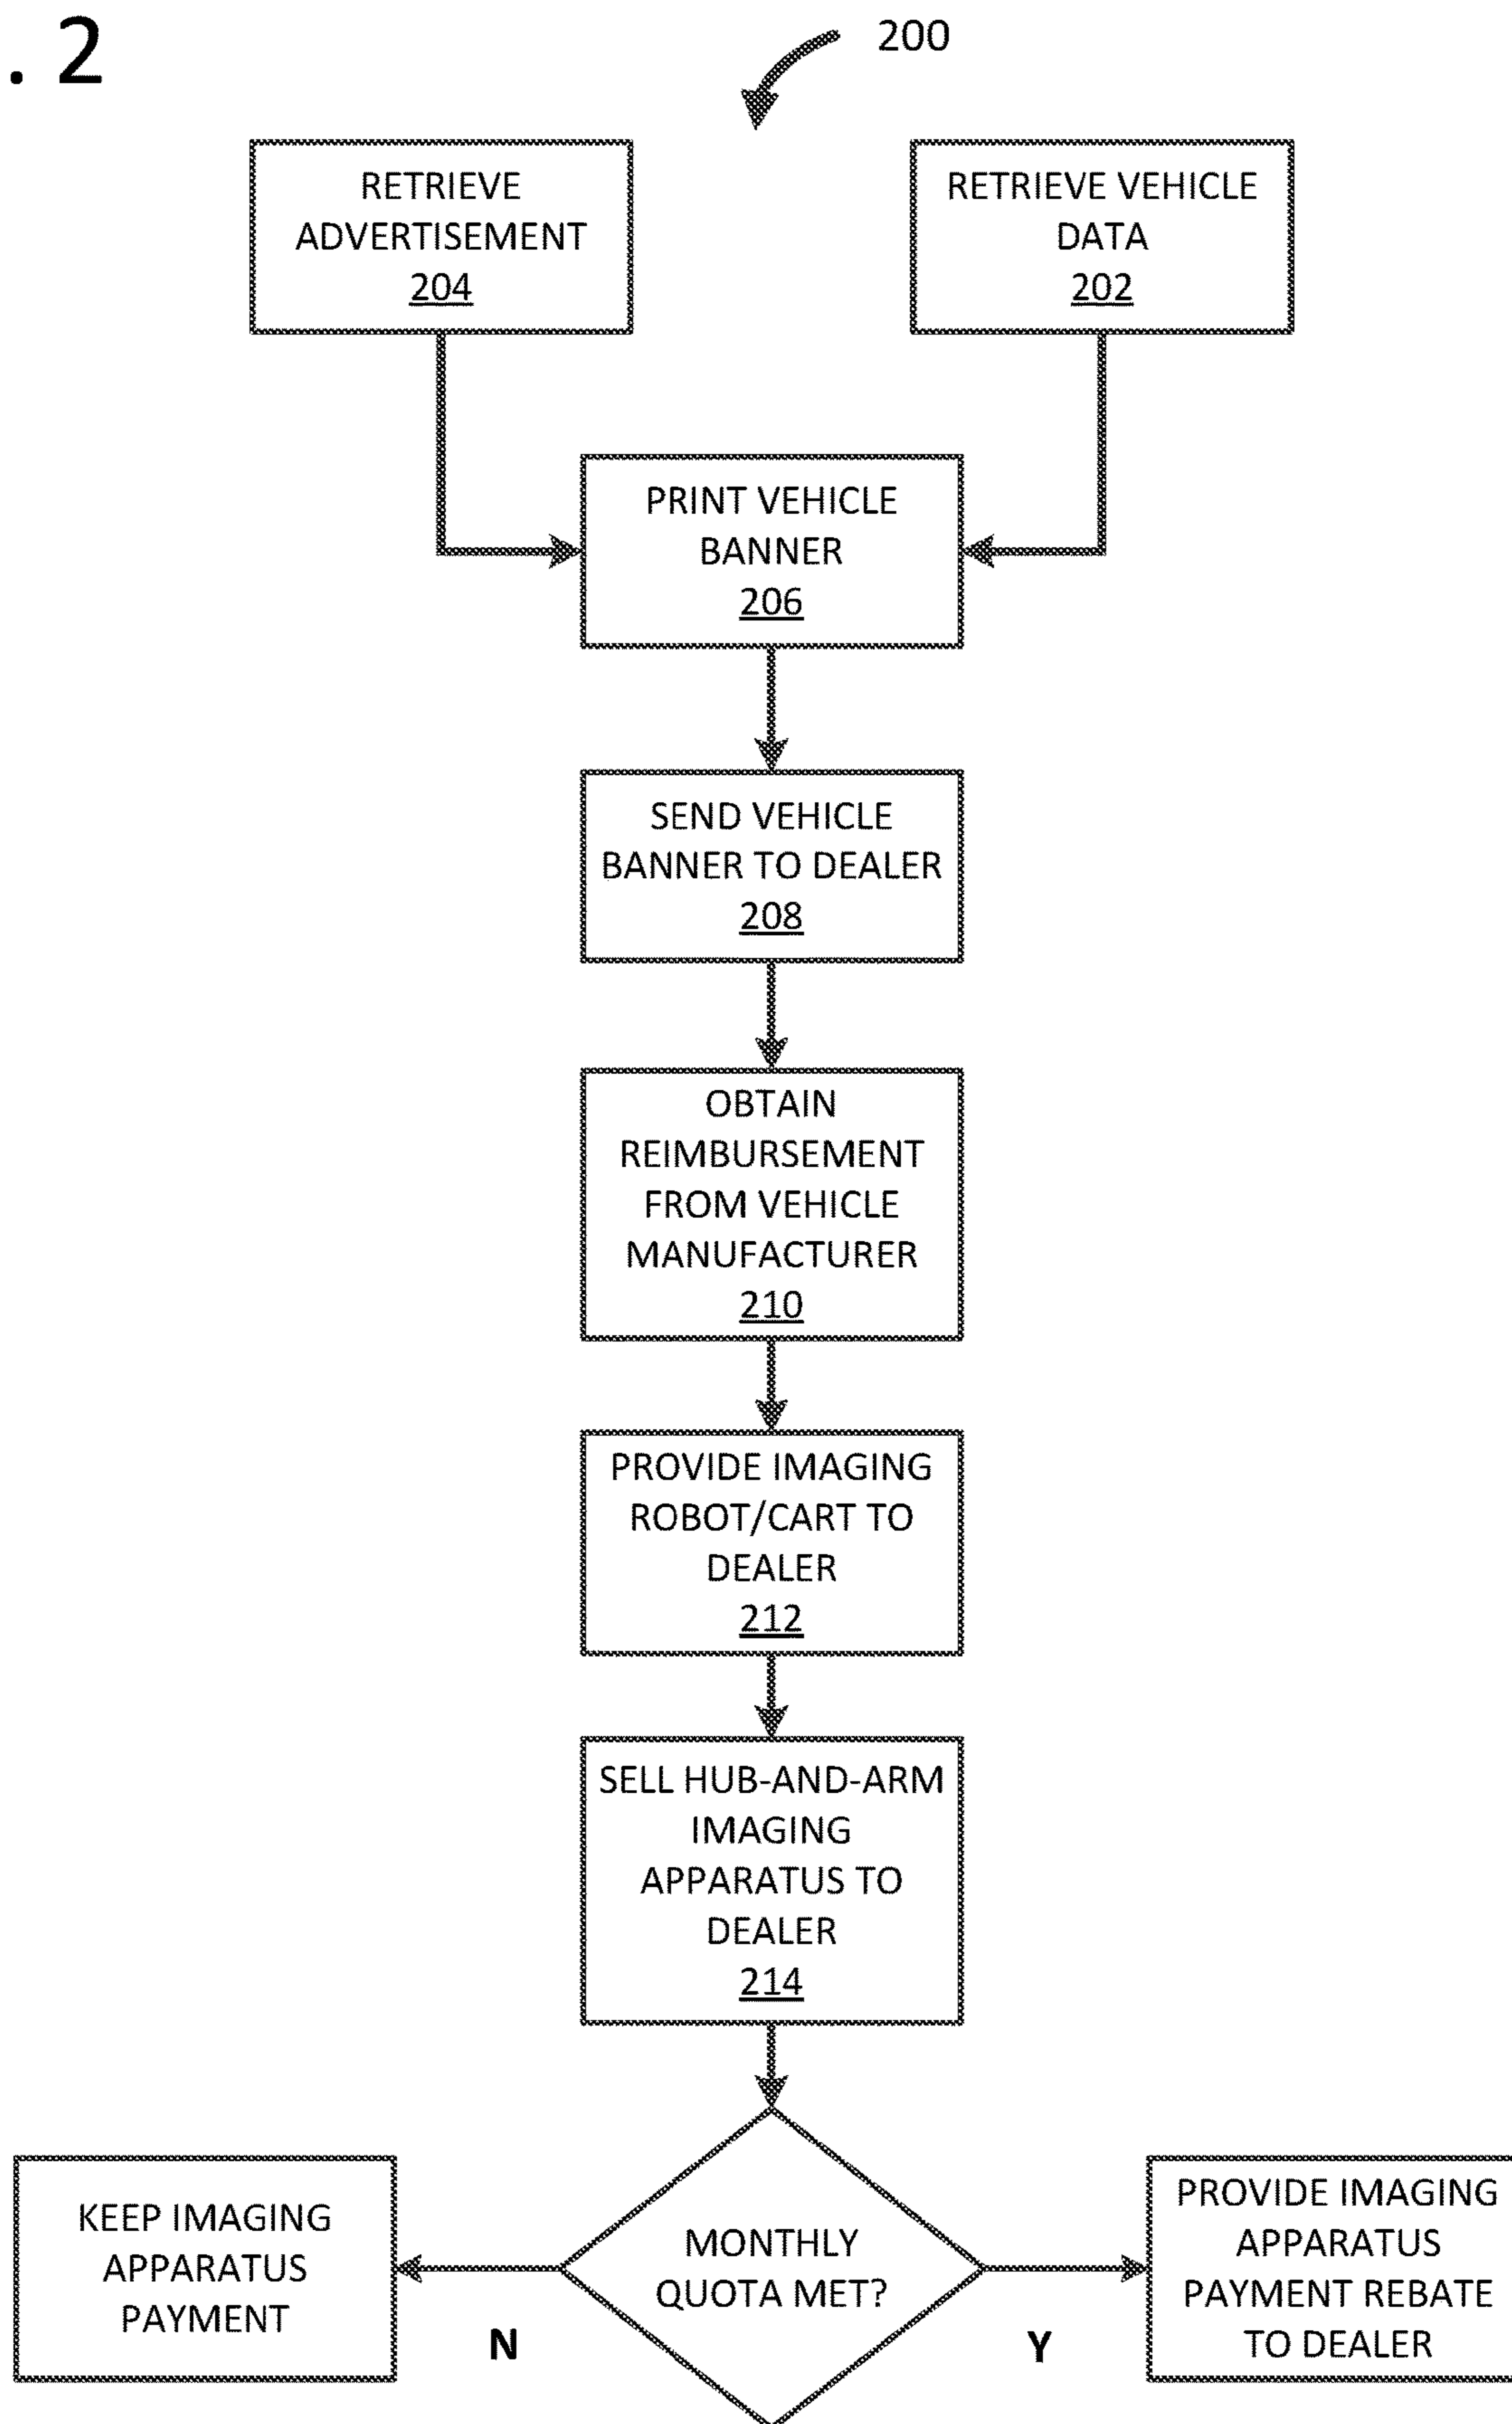 . 2
200
RETRIEVE
ADVERTISEMENT
204
RETRIEVE VEHICLE
DATA
202
PRINT VEHICLE
BANNER
206
SEND VEHICLE
BANNER TO DEALER
208
OBTAIN
REIMBURSEMENT
FROM VEHICLE
MANUFACTURER
210
PROVIDE IMAGING
ROBOT/CART TO
DEALER
212
SELL HUB-AND-ARM
IMAGING
APPARATUS TO
DEALER
214
KEEP IMAGING
APPARATUS
PAYMENT
N
MONTHLY
QUOTA MET?
Y
PROVIDE IMAGING
APPARATUS
PAYMENT REBATE
TO DEALER